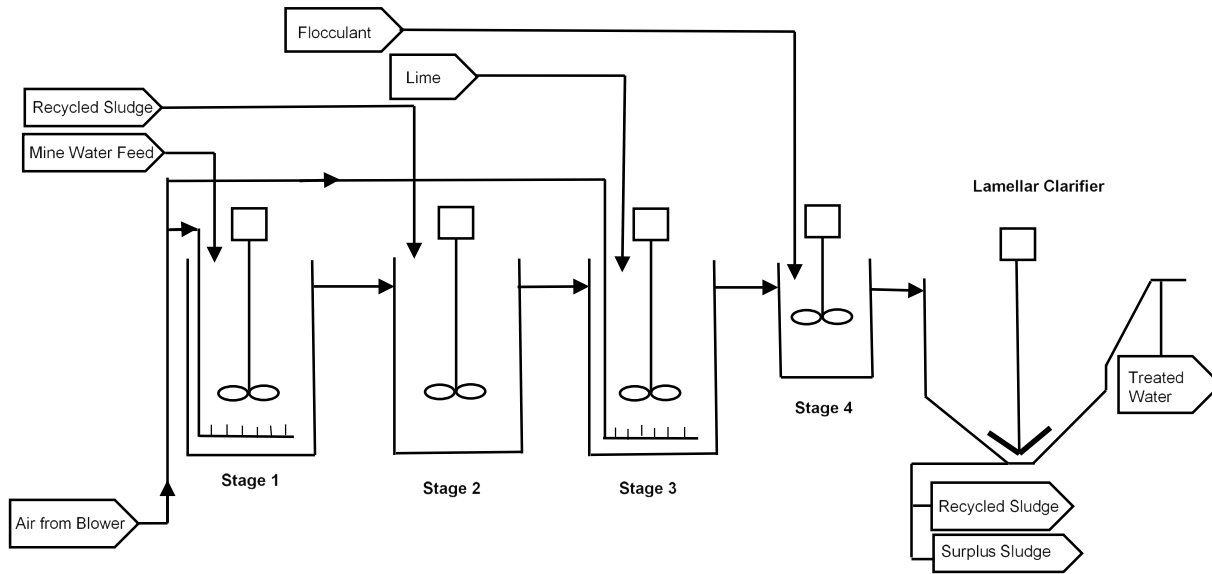 Flocculant
Lime
Recycled Sludge
Mine Water Feed
Lamellar Clarifier
Treated
Water
Stage 4
Stage 1
Stage 2
Stage 3
Recycled Sludge
Air from Blower
Surplus Sludge